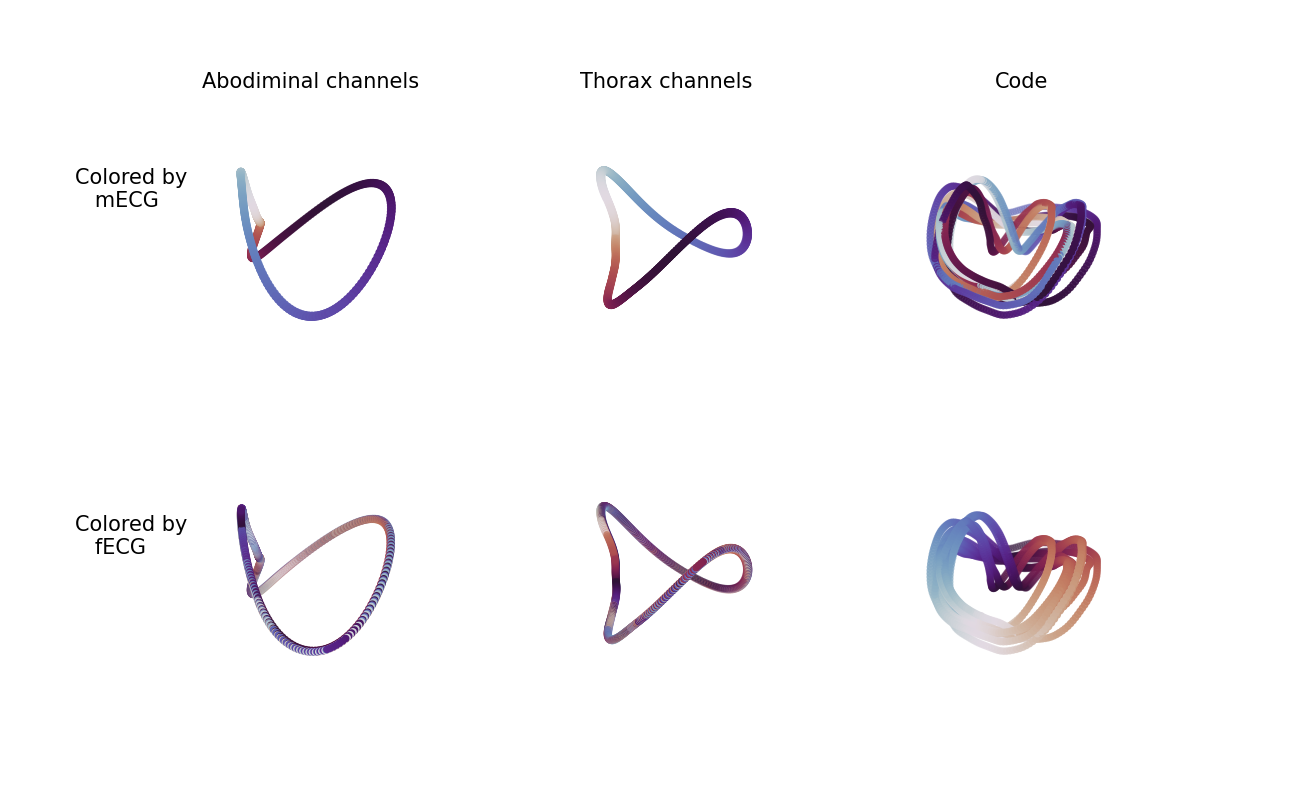 Abodiminal channels
Thorax channels
Code
Colored by
mECG
Colored by
fECG